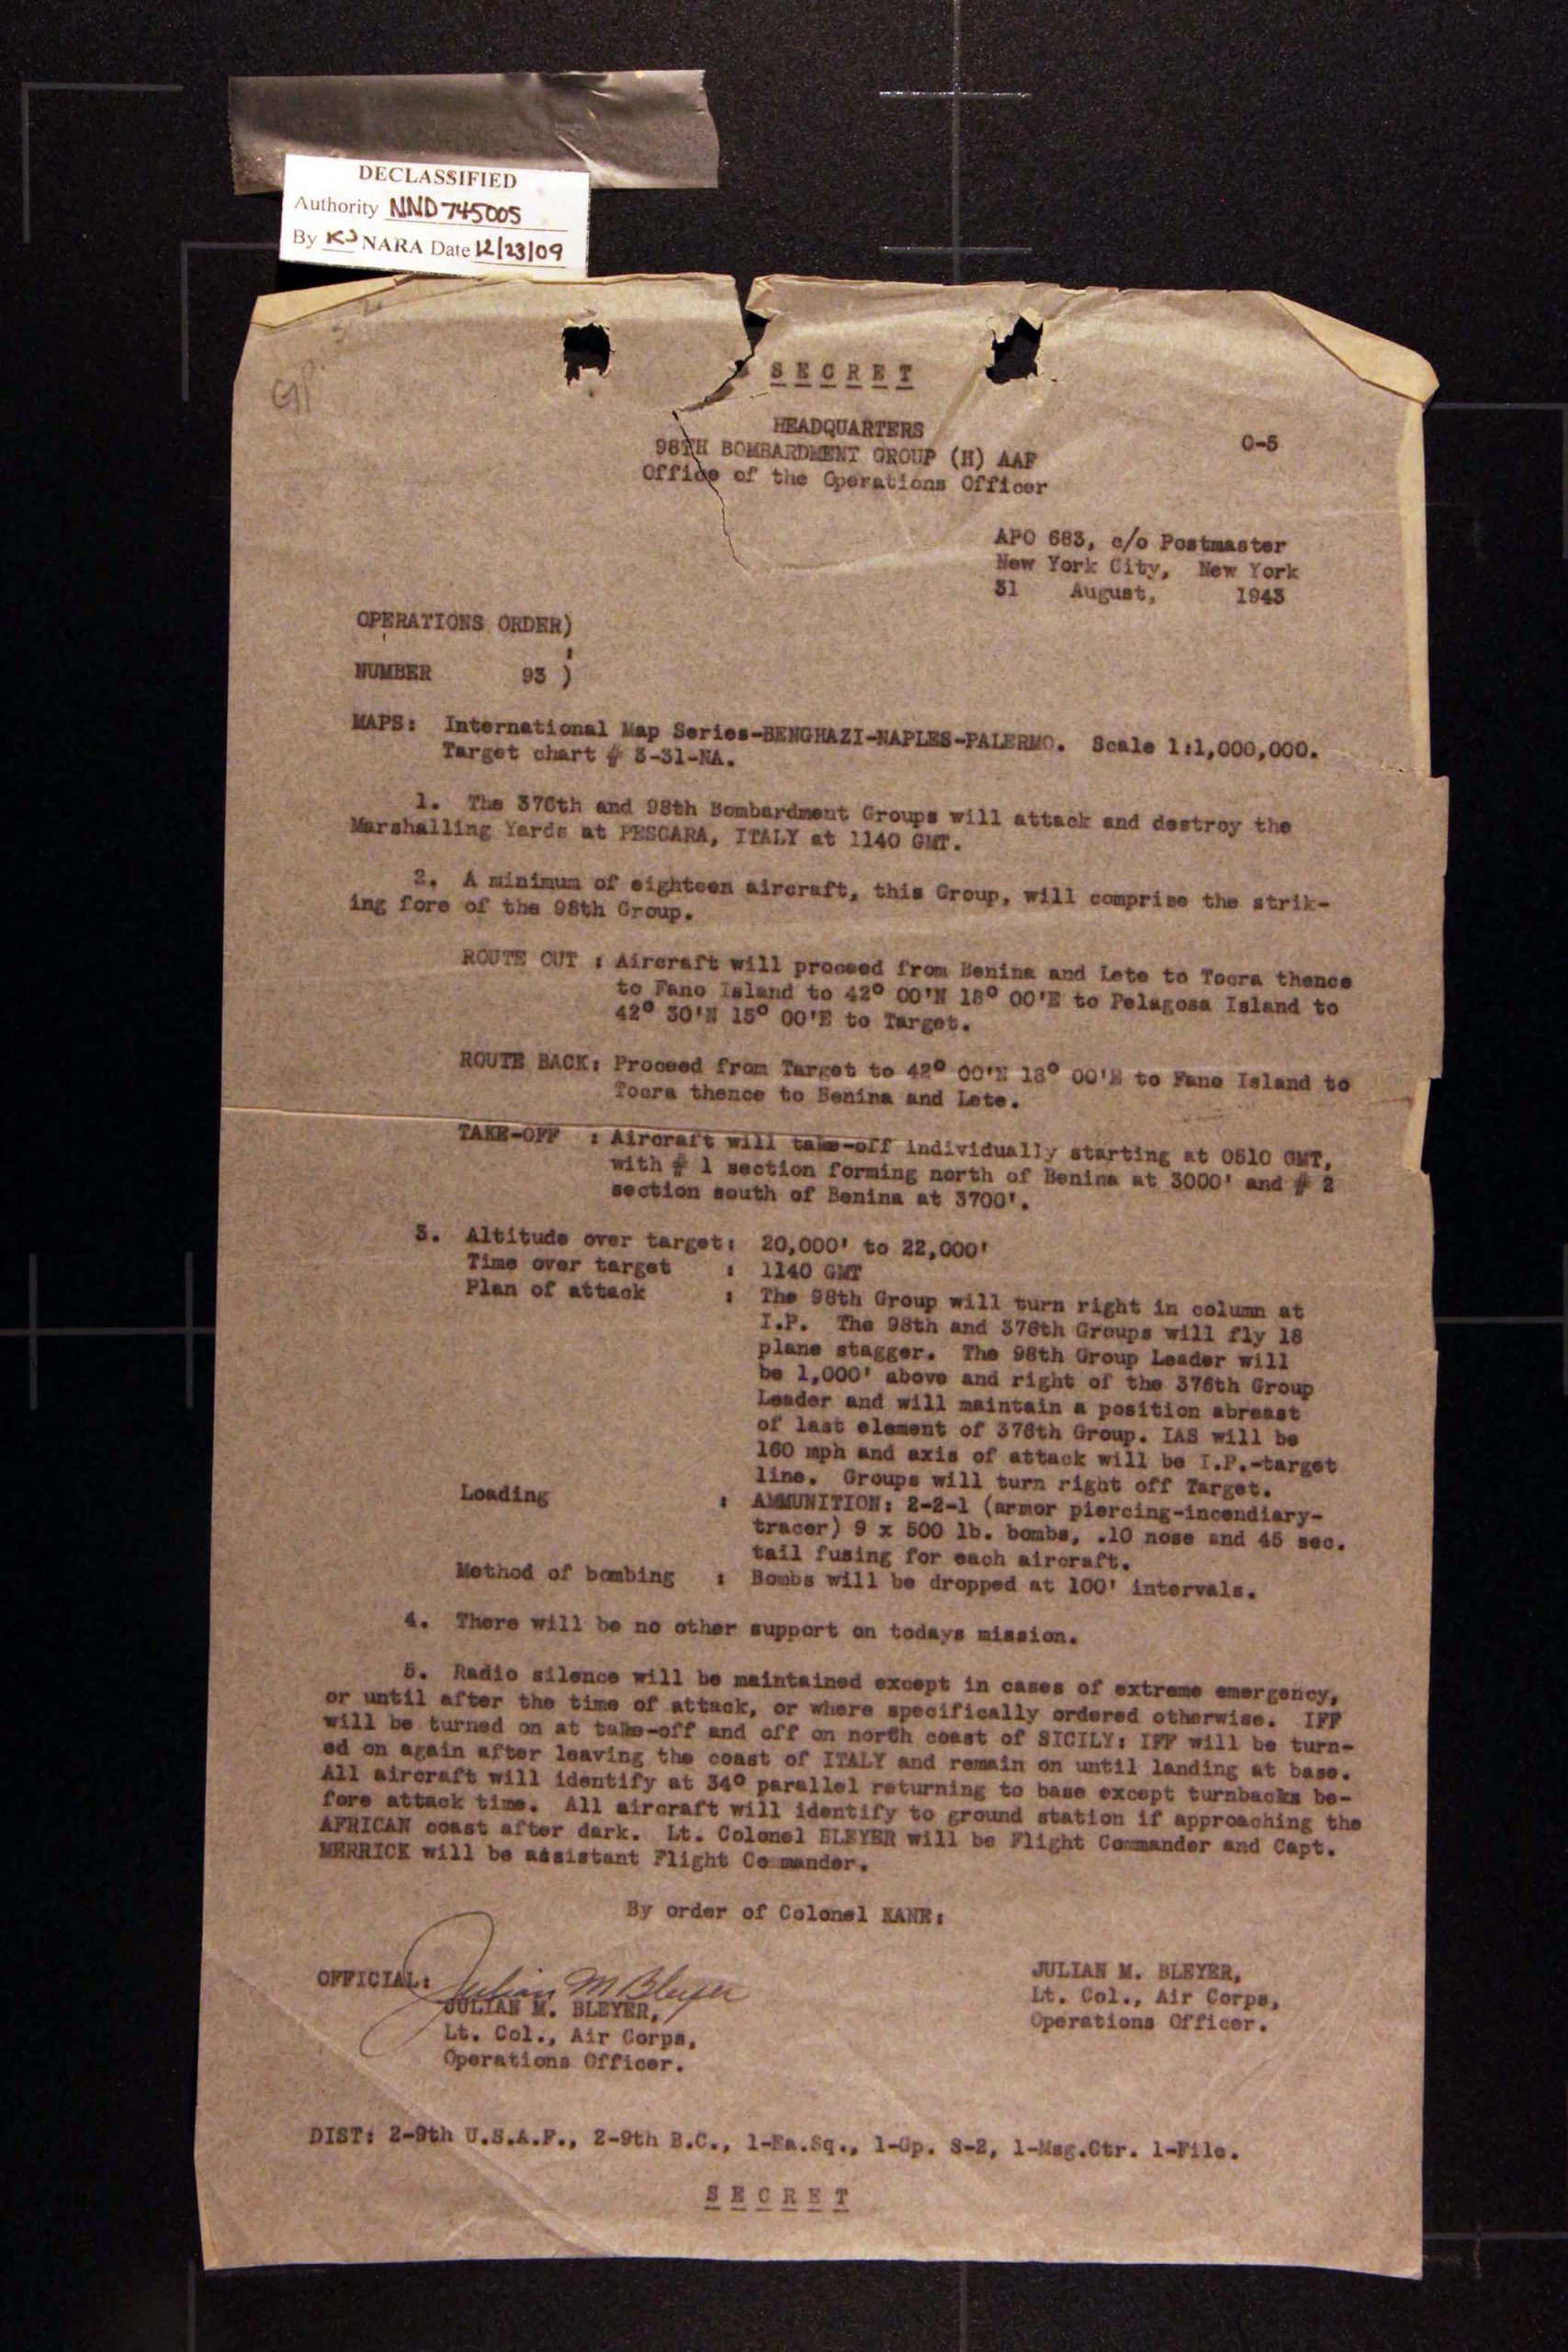 DECLASSIFIED
Authority NND 745005
By KJ NARA Date 12/23/09
GP.
S E C R E T
HEADQUARTERS
98TH BOMBARDMENT GROUP (H) AAF
Office of the Operations Officer
O-5
APO 683, c/o Postmaster
New York City, New York
31 August, 1943
OPERATIONS ORDER)
:
NUMBER 93 )
MAPS: International Map Series-BENGHAZI-NAPLES-PALERMO. Scale 1:1,000,000.
Target chart # 3-31-NA.
1. The 376th and 98th Bombardment Groups will attack and destroy the
Marshalling Yards at PESCARA, ITALY at 1140 GMT.
2. A minimum of eighteen aircraft, this Group, will comprise the strik-
ing fore of the 98th Group.
ROUTE OUT : Aircraft will proceed from Benina and Lete to Tocra thence
to Fano Island to 42° 00'N 18° 00'E to Pelagosa Island to
42° 30'N 15° 00'E to Target.
ROUTE BACK: Proceed from Target to 42° 00'N 18° 00'E to Fano Island to
Tocra thence to Benina and Lete.
TAKE-OFF : Aircraft will take-off individually starting at 0510 GMT,
with # 1 section forming north of Benina at 3000' and # 2
section south of Benina at 3700'.
3. Altitude over target: 20,000' to 22,000'
Time over target : 1140 GMT
Plan of attack : The 98th Group will turn right in column at
I.P. The 98th and 376th Groups will fly 18
plane stagger. The 98th Group Leader will
be 1,000' above and right of the 376th Group
Leader and will maintain a position abreast
of last element of 376th Group. IAS will be
160 mph and axis of attack will be I.P.-target
line. Groups will turn right off Target.
Loading : AMMUNITION: 2-2-1 (armor piercing-incendiary-
tracer) 9 x 500 lb. bombs, .10 nose and 45 sec.
tail fusing for each aircraft.
Method of bombing : Bombs will be dropped at 100' intervals.
4. There will be no other support on todays mission.
5. Radio silence will be maintained except in cases of extreme emergency,
or until after the time of attack, or where specifically ordered otherwise. IFF
will be turned on at take-off and off on north coast of SICILY: IFF will be turn-
ed on again after leaving the coast of ITALY and remain on until landing at base.
All aircraft will identify at 34° parallel returning to base except turnbacks be-
fore attack time. All aircraft will identify to ground station if approaching the
AFRICAN coast after dark. Lt. Colonel BLEYER will be Flight Commander and Capt.
MERRICK will be assistant Flight Co mander.
By order of Colonel KANE:
OFFICIAL: Julian M Bleyer
JULIAN M. BLEYER,
Lt. Col., Air Corps,
Operations Officer.
JULIAN M. BLEYER,
Lt. Col., Air Corps,
Operations Officer.
DIST: 2-9th U.S.A.F., 2-9th B.C., 1-Ea.Sq., 1-Gp. S-2, 1-Msg.Ctr. 1-File.
S E C R E T